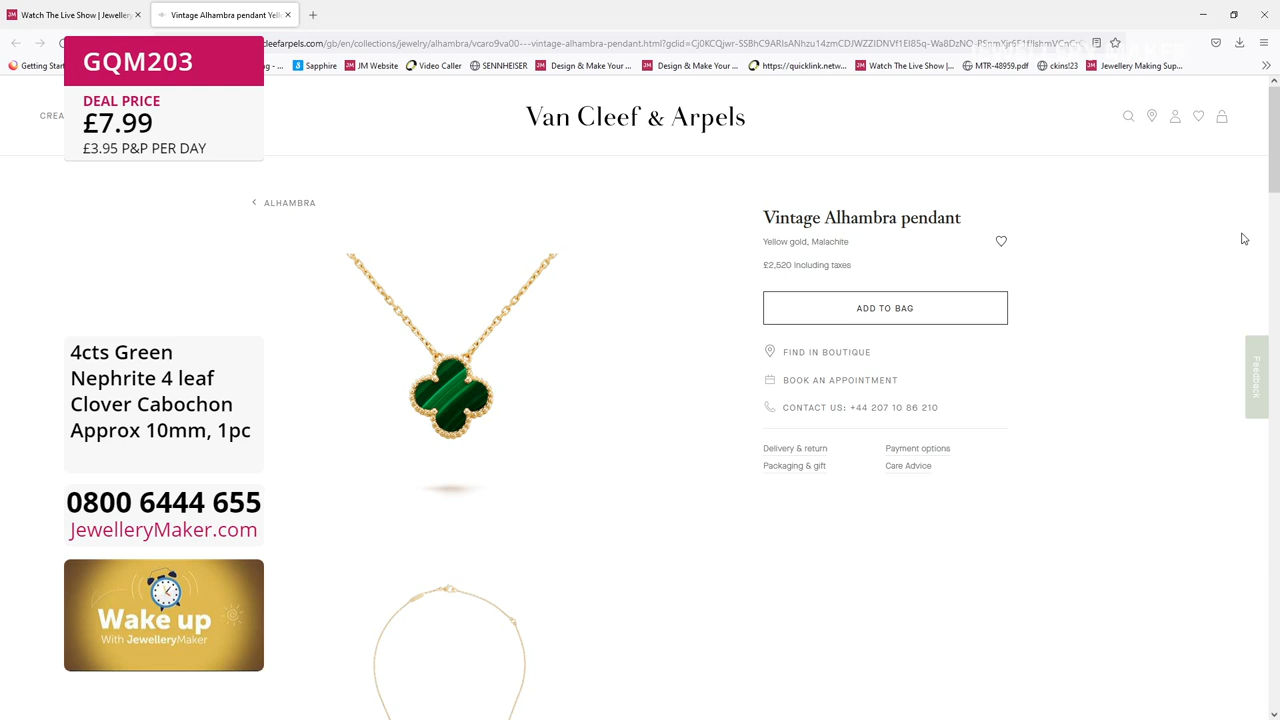 Watch The Live Show | Jewellery
Vintage Alhambra pendant Yell
GQM203
DEAL PRICE
£7.99
£3.95 P&P PER DAY
Getting Star
Sapphire
JM Website
Video Caller
SENNHEISER
Design & Make Your ...
Design & Make Your ...
https://quicklink.netw...
Watch The Live Show |...
MTR-48959.pdf
ckins!23
Jewellery Making Sup...
CREA
Van Cleef & Arpels
ALHAMBRA
Vintage Alhambra pendant
Yellow gold, Malachite
£2,520 Including taxes
ADD TO BAG
FIND IN BOUTIQUE
BOOK AN APPOINTMENT
CONTACT US: +44 207 10 86 210
Delivery & return
Payment options
Packaging & gift
Care Advice
Feedback
4cts Green
Nephrite 4 leaf
Clover Cabochon
Approx 10mm, 1pc
0800 6444 655
JewelleryMaker.com
Wake up
With JewelleryMaker